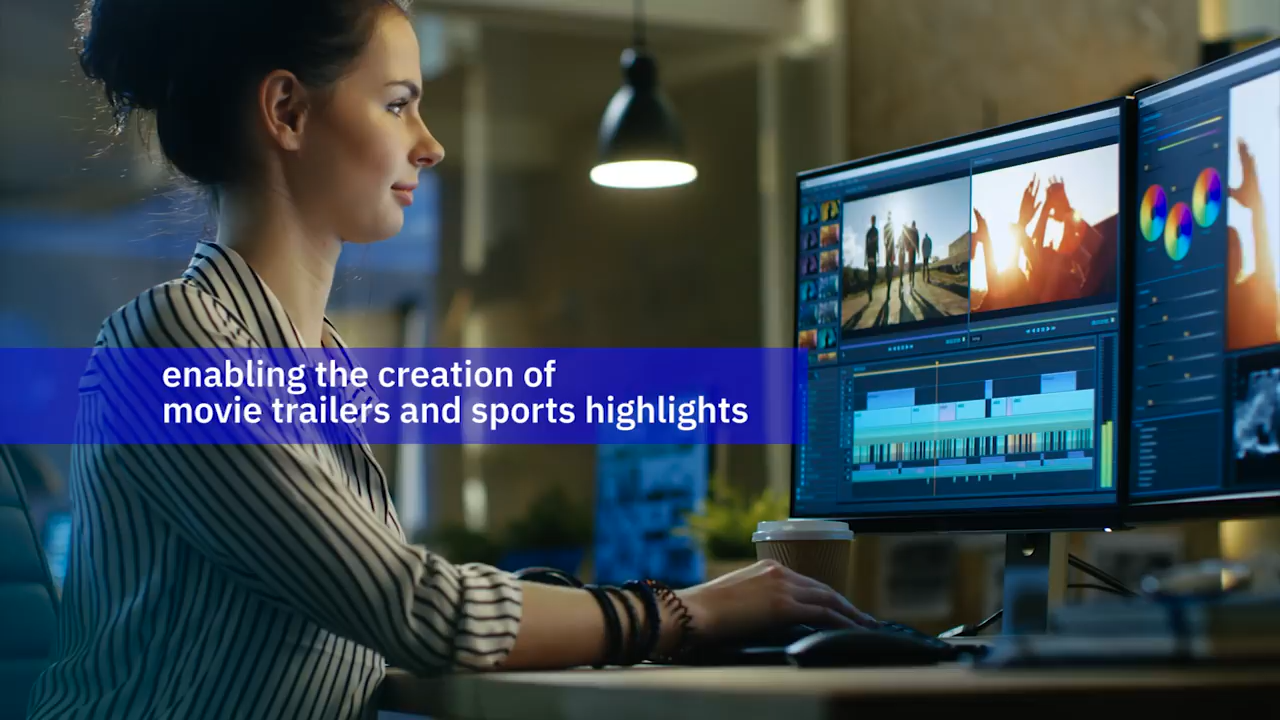 enabling the creation of
movie trailers and sports highlights